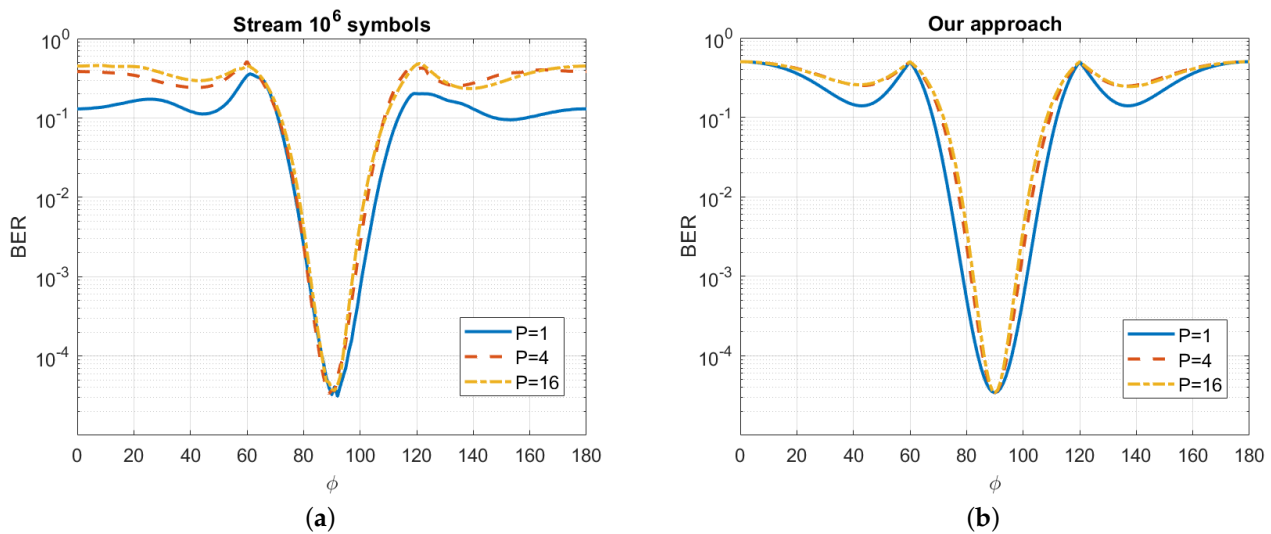 Stream 10^6 symbols
10^0
10^-1
10^-2
10^-3
10^-4
BER
P=1
P=4
P=16
0 20 40 60 80 100 120 140 160 180
ϕ
(a)
Our approach
10^0
10^-1
10^-2
10^-3
10^-4
BER
P=1
P=4
P=16
0 20 40 60 80 100 120 140 160 180
ϕ
(b)